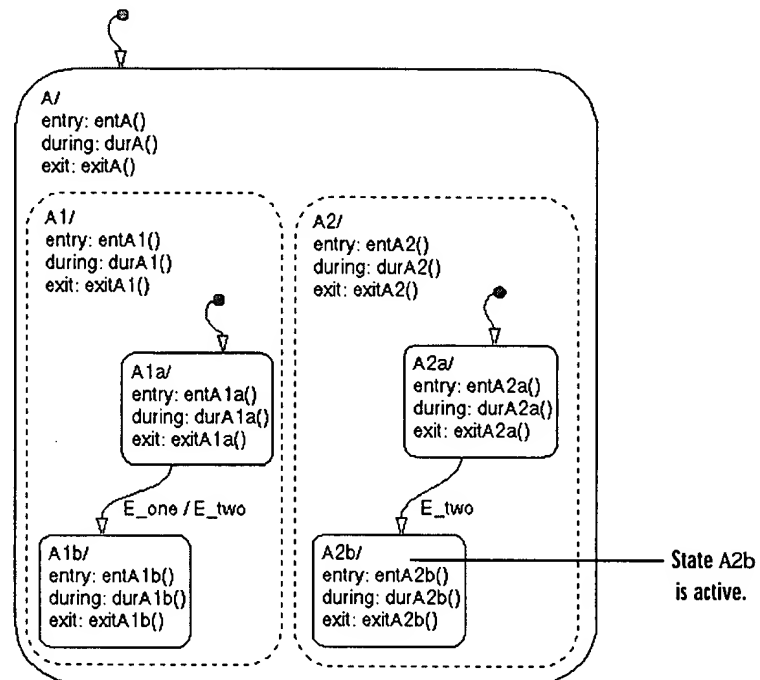 A/
entry: entA()
during: durA()
exit: exitA()
A1/
entry: entA1()
during: durA1()
exit: exitA1()
A2/
entry: entA2()
during: durA2()
exit: exitA2()
A1a/
entry: entA1a()
during: durA1a()
exit: exitA1a()
A2a/
entry: entA2a()
during: durA2a()
exit: exitA2a()
E_one / E_two
E_two
A1b/
entry: entA1b()
during: durA1b()
exit: exitA1b()
A2b/
entry: entA2b()
during: durA2b()
exit: exitA2b()
State A2b
is active.